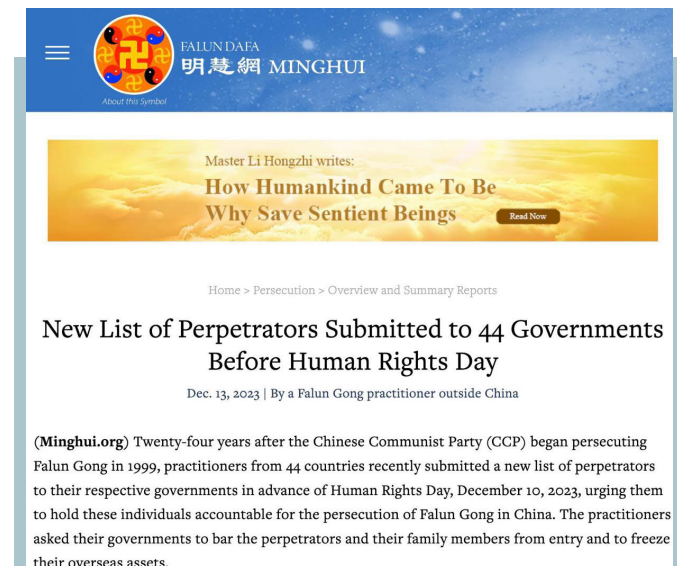 FALUN DAFA
明慧網 MINGHUI
About this Symbol
Master Li Hongzhi writes:
How Humankind Came To Be
Why Save Sentient Beings
Read Now
Home > Persecution > Overview and Summary Reports
New List of Perpetrators Submitted to 44 Governments
Before Human Rights Day
Dec. 13, 2023 | By a Falun Gong practitioner outside China
(Minghui.org) Twenty-four years after the Chinese Communist Party (CCP) began persecuting
Falun Gong in 1999, practitioners from 44 countries recently submitted a new list of perpetrators
to their respective governments in advance of Human Rights Day, December 10, 2023, urging them
to hold these individuals accountable for the persecution of Falun Gong in China. The practitioners
asked their governments to bar the perpetrators and their family members from entry and to freeze
their overseas assets.